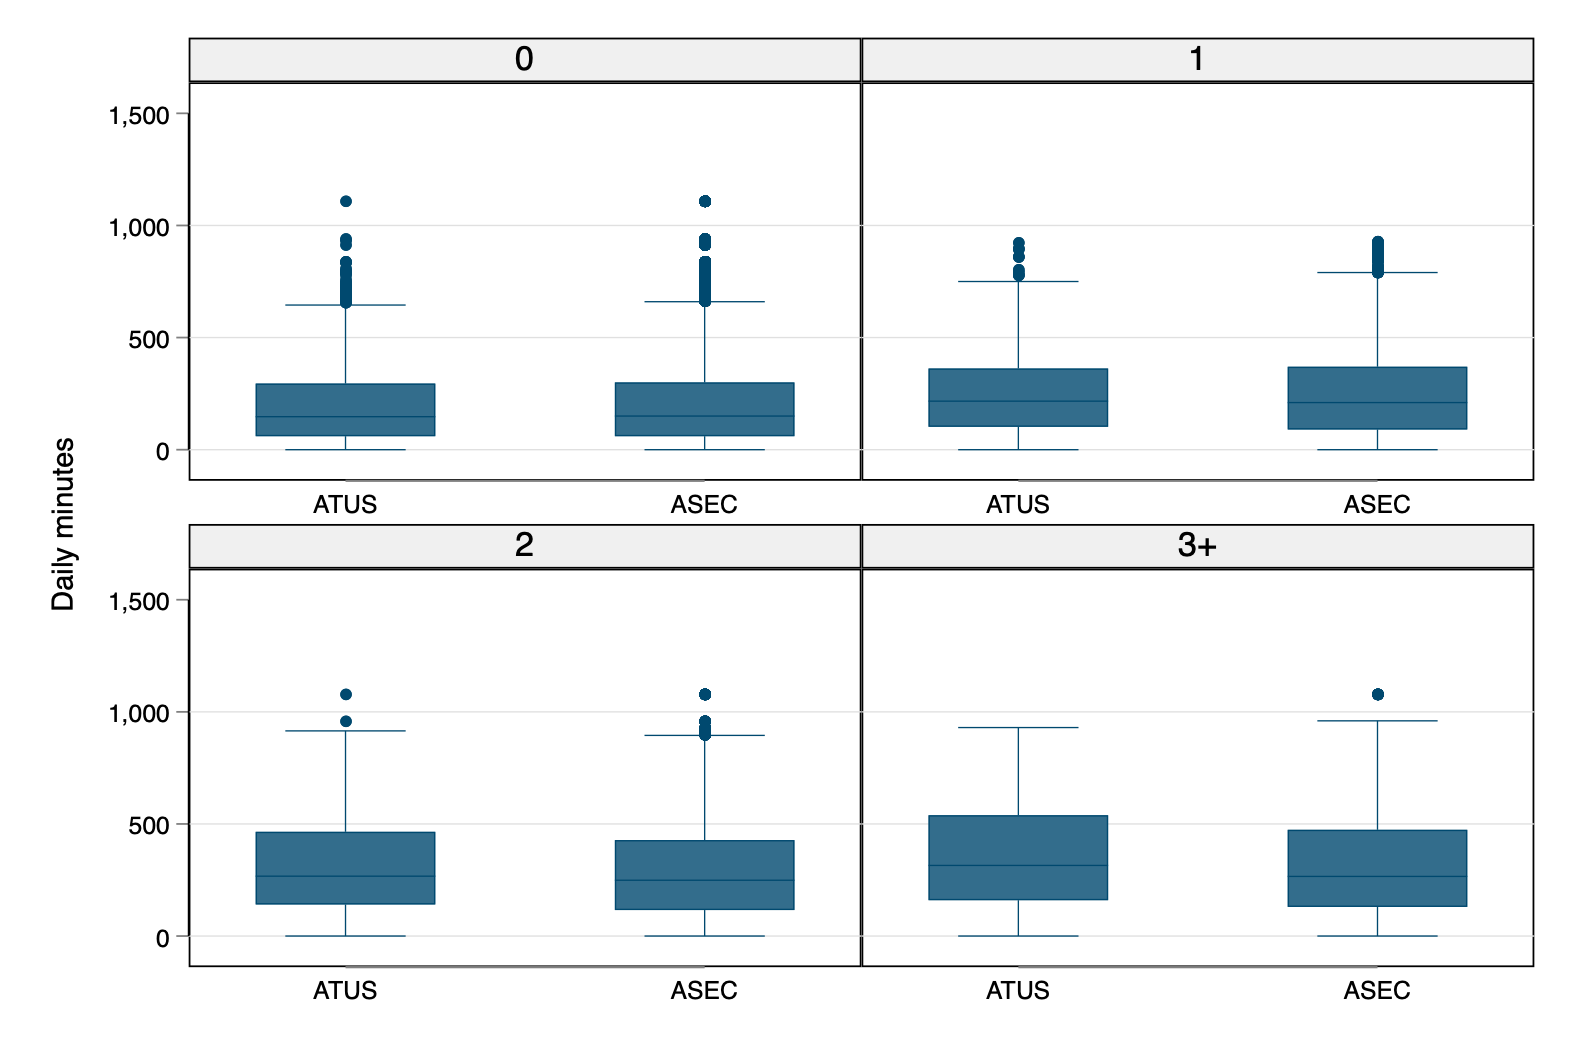 0
1
1,500
1,000
500
0
ATUS
ASEC
ATUS
ASEC
Daily minutes
2
3+
1,500
1,000
500
0
ATUS
ASEC
ATUS
ASEC